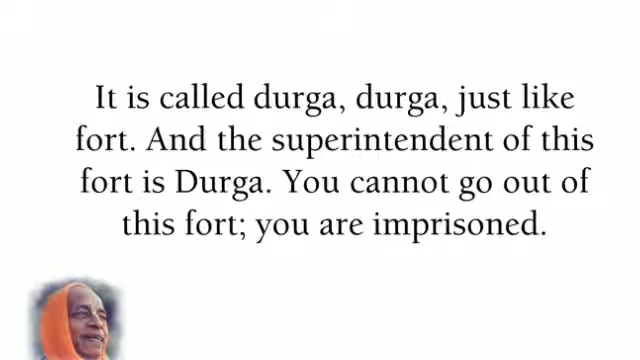 It is called durga, durga, just like
fort. And the superintendent of this
fort is Durga. You cannot go out of
this fort; you are imprisoned.